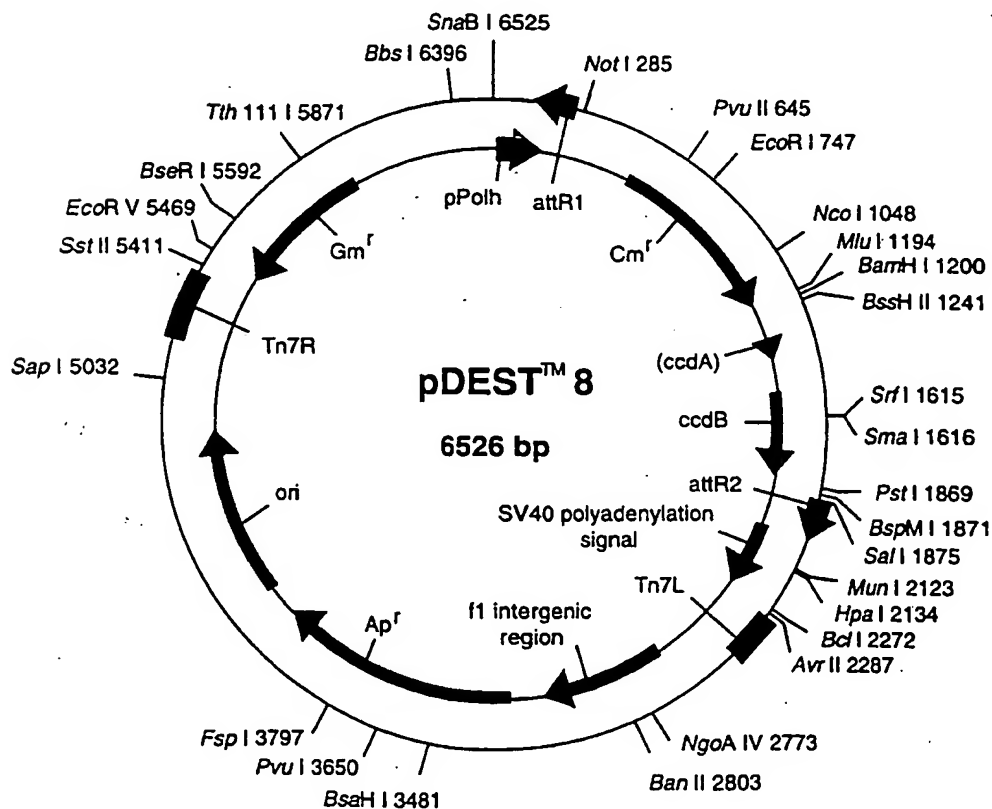 SnaB I 6525
Bbs I 6396
Not I 285
Tth 111 I 5871
Pvu II 645
EcoR I 747
BseR I 5592
pPolh
attR1
EcoR V 5469
Gmʳ
Cmʳ
Nco I 1048
Sst II 5411
Mlu I 1194
BamH I 1200
BssH II 1241
Tn7R
(ccdA)
Sap I 5032
pDEST™ 8
Srf I 1615
ccdB
6526 bp
Sma I 1616
attR2
Pst I 1869
ori
SV40 polyadenylation
signal
BspM I 1871
Sal I 1875
Tn7L
Mun I 2123
f1 intergenic
region
Hpa I 2134
Apʳ
Bcl I 2272
Avr II 2287
Fsp I 3797
NgoA IV 2773
Pvu I 3650
Ban II 2803
BsaH I 3481